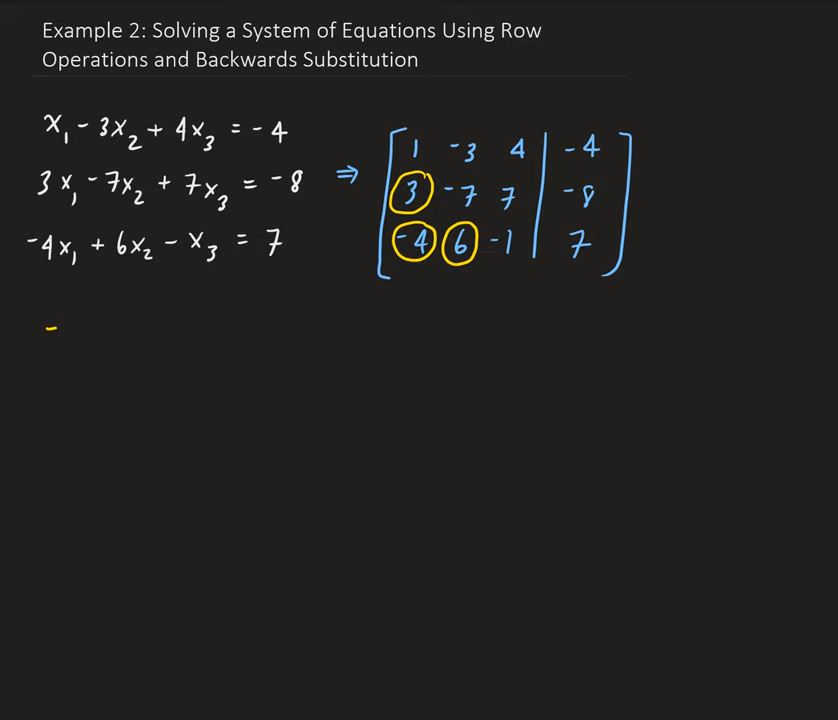 Example 2: Solving a System of Equations Using Row
Operations and Backwards Substitution
x₁ - 3x₂ + 4x₃ = -4
3x₁ - 7x₂ + 7x₃ = -8
-4x₁ + 6x₂ - x₃ = 7
⇒
1 -3 4 | -4
3 -7 7 | -8
-4 6 -1 | 7
-